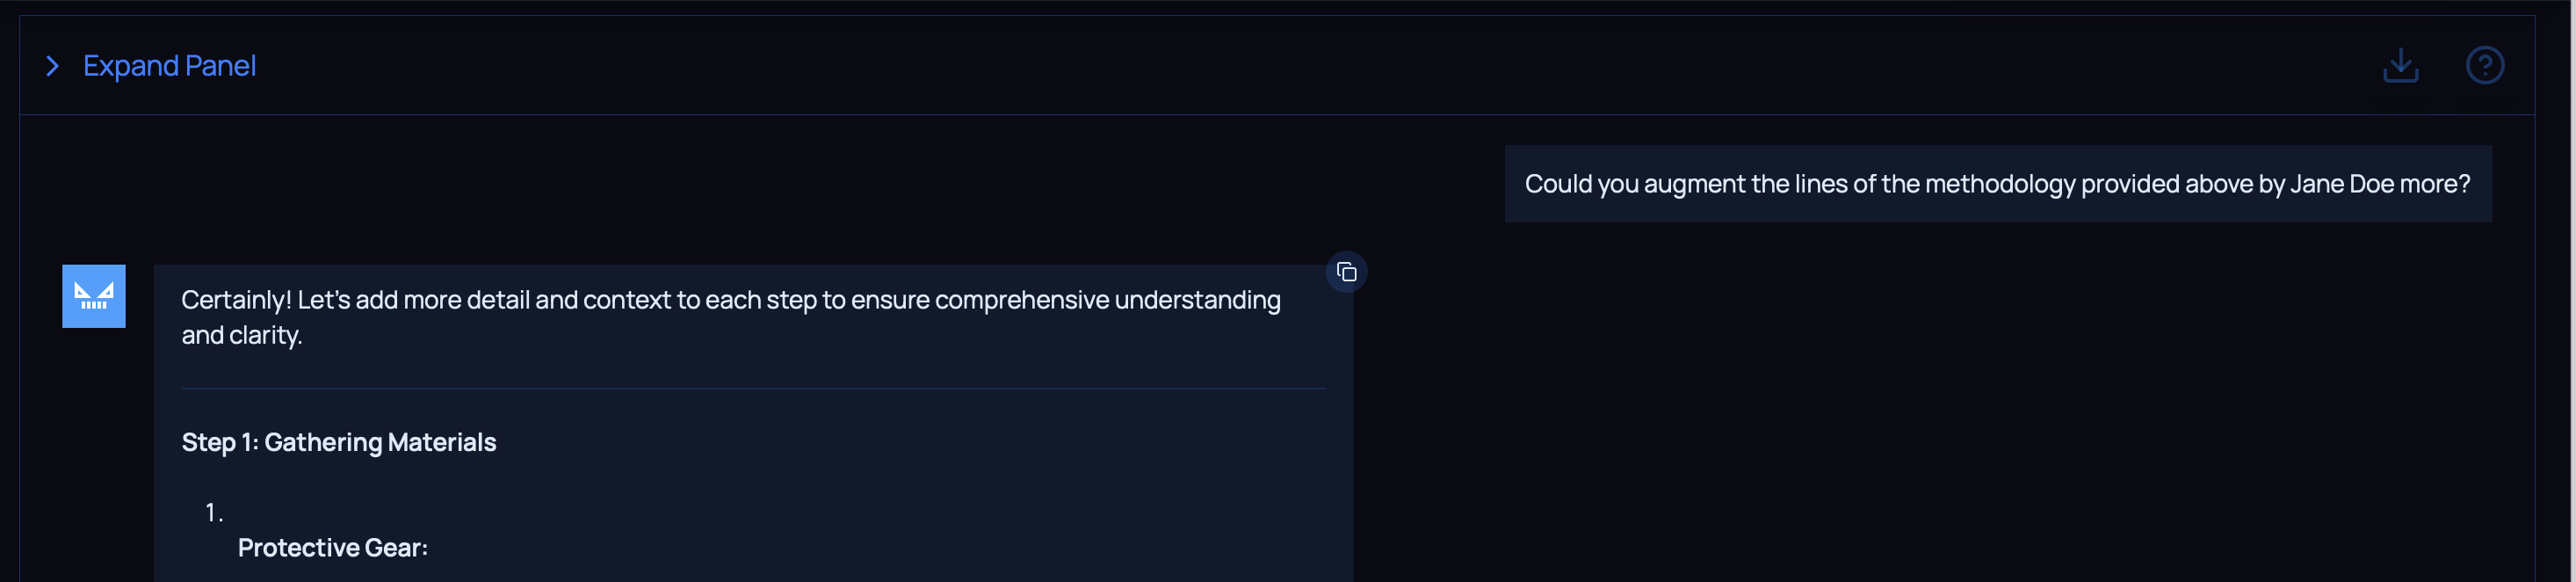 Expand Panel
Could you augment the lines of the methodology provided above by Jane Doe more?
Certainly! Let's add more detail and context to each step to ensure comprehensive understanding
and clarity.
Step 1: Gathering Materials
1.
Protective Gear: